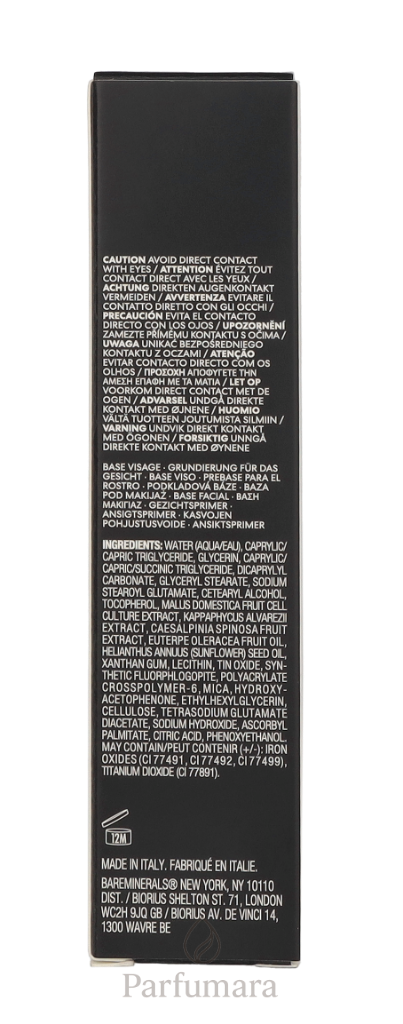 CAUTION AVOID DIRECT CONTACT
WITH EYES / ATTENTION ÉVITEZ TOUT
CONTACT DIRECT AVEC LES YEUX /
ACHTUNG DIREKTEN AUGENKONTAKT
VERMEIDEN / AVVERTENZA EVITARE IL
CONTATTO DIRETTO CON GLI OCCHI /
PRECAUCIÓN EVITA EL CONTACTO
DIRECTO CON LOS OJOS / UPOZORNĚNÍ
ZAMEZTE PŘÍMÉMU KONTAKTU S OČIMA /
UWAGA UNIKAĆ BEZPOŚREDNIEGO
KONTAKTU Z OCZAMI / ATENÇÃO
EVITAR CONTACTO DIRECTO COM OS
OLHOS / ΠΡΟΣΟΧΗ ΑΠΟΦΥΓΕΤΕ ΤΗΝ
ΑΜΕΣΗ ΕΠΑΦΗ ΜΕ ΤΑ ΜΑΤΙΑ / LET OP
VOORKOM DIRECT CONTACT MET DE
OGEN / ADVARSEL UNDGÅ DIREKTE
KONTAKT MED ØJNENE / HUOMIO
VÄLTÄ TUOTTEEN JOUTUMISTA SILMIIN /
VARNING UNDVIK DIREKT KONTAKT
MED ÖGONEN / FORSIKTIG UNNGÅ
DIREKTE KONTAKT MED ØYNENE
BASE VISAGE · GRUNDIERUNG FÜR DAS
GESICHT · BASE VISO · PREBASE PARA EL
ROSTRO · PODKLADOVÁ BÁZE · BAZA
POD MAKIJAŻ · BASE FACIAL · ΒΑΣΗ
ΜΑΚΙΓΙΑΖ · GEZICHTSPRIMER ·
ANSIGTSPRIMER · KASVOJEN
POHJUSTUSVOIDE · ANSIKTSPRIMER
INGREDIENTS: WATER (AQUA/EAU), CAPRYLIC/
CAPRIC TRIGLYCERIDE, GLYCERIN, CAPRYLIC/
CAPRIC/SUCCINIC TRIGLYCERIDE, DICAPRYLYL
CARBONATE, GLYCERYL STEARATE, SODIUM
STEAROYL GLUTAMATE, CETEARYL ALCOHOL,
TOCOPHEROL, MALUS DOMESTICA FRUIT CELL
CULTURE EXTRACT, KAPPAPHYCUS ALVAREZII
EXTRACT, CAESALPINIA SPINOSA FRUIT
EXTRACT, EUTERPE OLERACEA FRUIT OIL,
HELIANTHUS ANNUUS (SUNFLOWER) SEED OIL,
XANTHAN GUM, LECITHIN, TIN OXIDE, SYN-
THETIC FLUORPHLOGOPITE, POLYACRYLATE
CROSSPOLYMER-6, MICA, HYDROXY-
ACETOPHENONE, ETHYLHEXYLGLYCERIN,
CELLULOSE, TETRASODIUM GLUTAMATE
DIACETATE, SODIUM HYDROXIDE, ASCORBYL
PALMITATE, CITRIC ACID, PHENOXYETHANOL.
MAY CONTAIN/PEUT CONTENIR (+/-): IRON
OXIDES (CI 77491, CI 77492, CI 77499),
TITANIUM DIOXIDE (CI 77891).
12M
MADE IN ITALY. FABRIQUÉ EN ITALIE.
BAREMINERALS® NEW YORK, NY 10110
DIST. / BIORIUS SHELTON ST. 71, LONDON
WC2H 9JQ GB / BIORIUS AV. DE VINCI 14,
1300 WAVRE BE
Parfumara